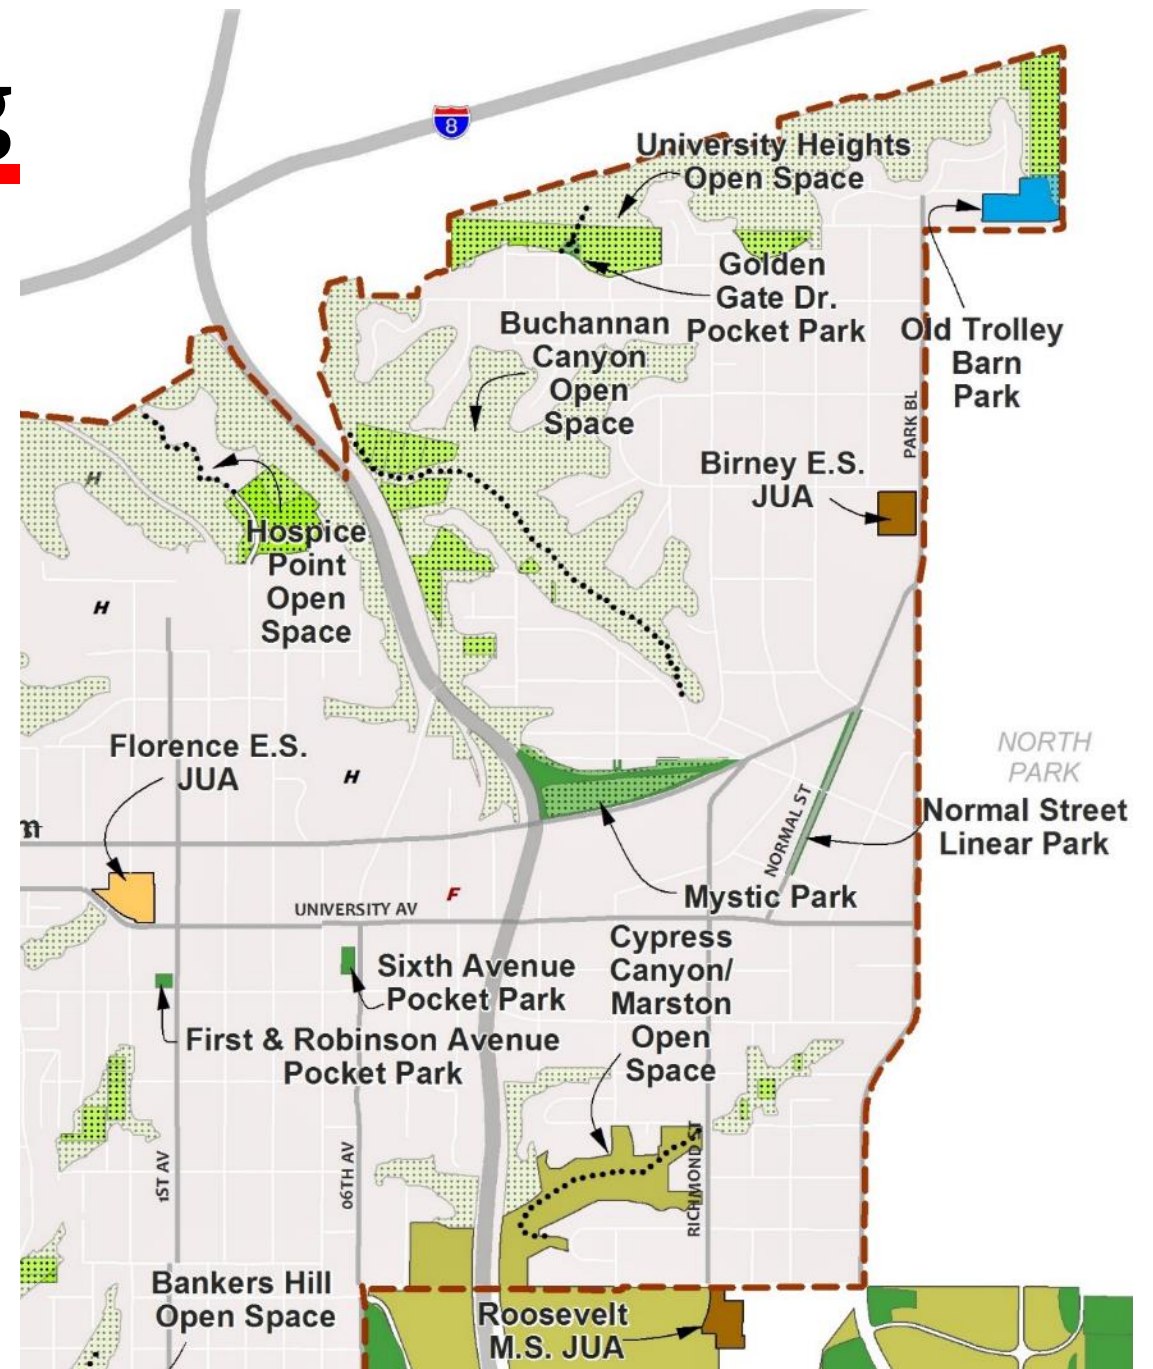 g
8
University Heights
Open Space
Golden
Gate Dr.
Pocket Park
Old Trolley
Barn
Park
Buchannan
Canyon
Open
Space
PARK BL
Birney E.S.
JUA
H
Hospice
Point
Open
Space
H
Florence E.S.
JUA
H
NORTH
PARK
Normal Street
Linear Park
NORMAL ST
m
Mystic Park
F
UNIVERSITY AV
Cypress
Canyon/
Marston
Open
Space
Sixth Avenue
Pocket Park
First & Robinson Avenue
Pocket Park
1ST AV
06TH AV
RICHMOND ST
Bankers Hill
Open Space
Roosevelt
M.S. JUA